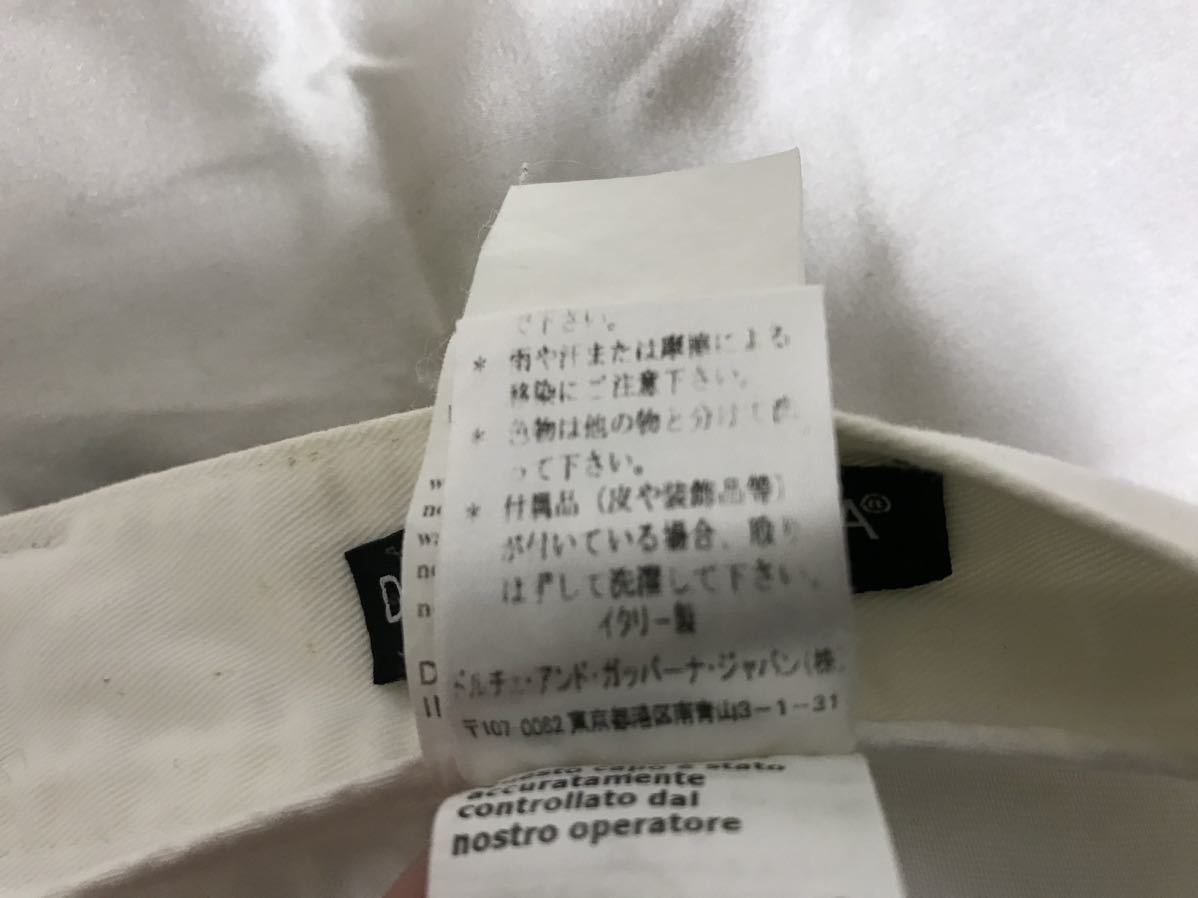 で下さい。
* 雨や汗または摩擦による
移染にご注意下さい。
* 色物は他の物と分けて洗
って下さい。
* 付属品（皮や装飾品等）
が付いている場合、取り
はずして洗濯して下さい。
イタリー製
ドルチェ・アンド・ガッバーナ・ジャパン(株)
〒107-0062 東京都港区南青山3-1-31
questo capo è stato
accuratamente
controllato dal
nostro operatore
D
A®